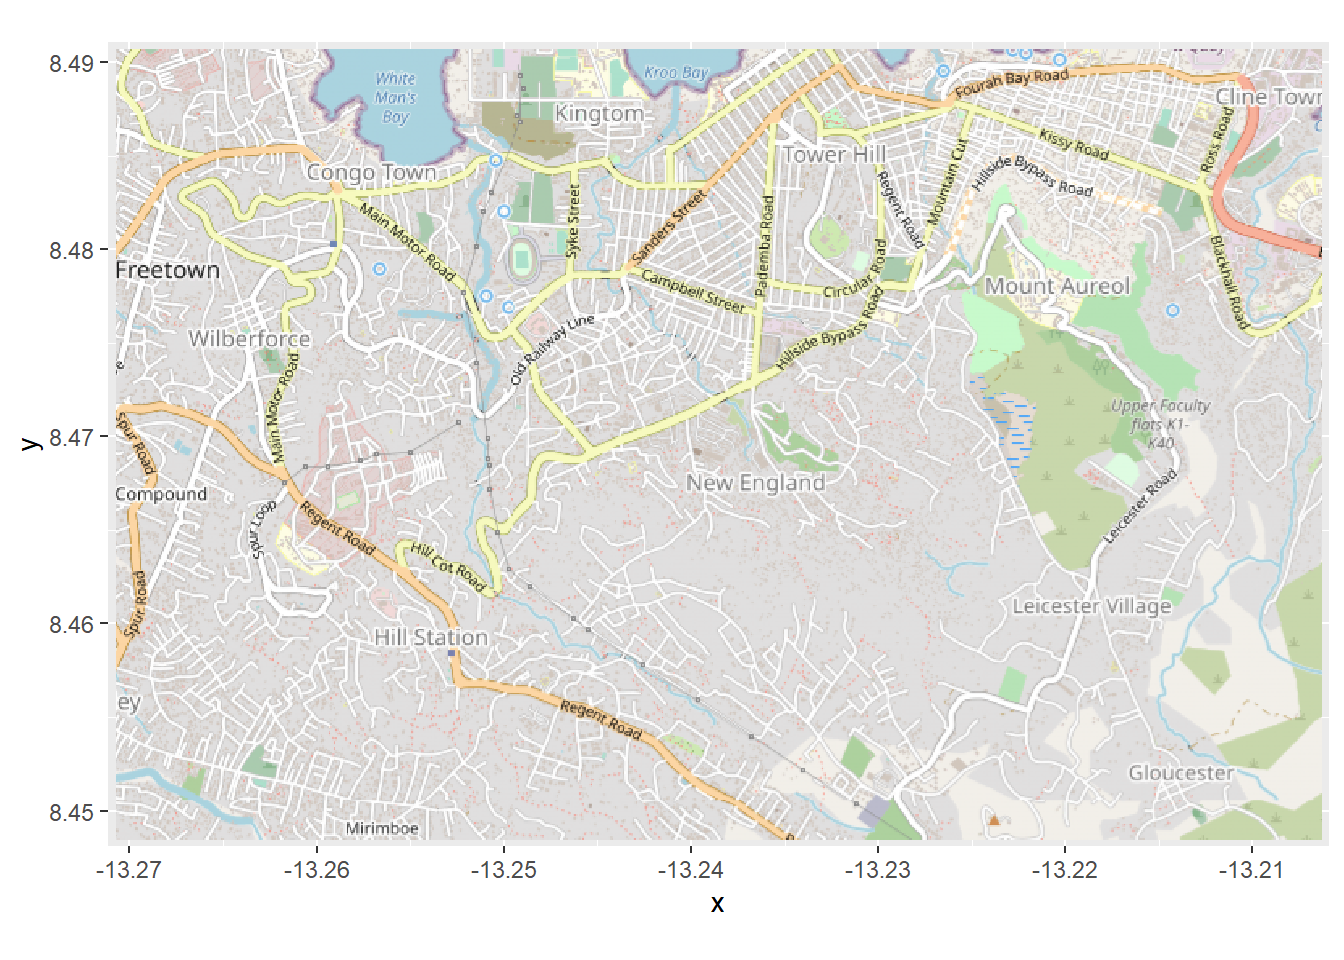 8.49
8.48
8.47
8.46
8.45
y
White
Man's
Bay
Kroo Bay
Kingtom
Fourah Bay Road
Cline Town
Congo Town
Tower Hill
Kissy Road
Ross Road
Hillside Bypass Road
Mountain Cut
Regent Road
Main Motor Road
Syke Street
Sanders Street
Pademba Road
Freetown
Campbell Street
Circular Road
Mount Aureol
Blackhall Road
Wilberforce
Old Railway Line
Hillside Bypass Road
Main Motor Road
Spur Road
Upper Faculty
flats K1-
K40
New England
Compound
Spur Loop
Regent Road
Hill Cot Road
Leicester Road
Spur Road
Leicester Village
Hill Station
ey
Regent Road
Gloucester
Mirimboe
-13.27
-13.26
-13.25
-13.24
-13.23
-13.22
-13.21
x